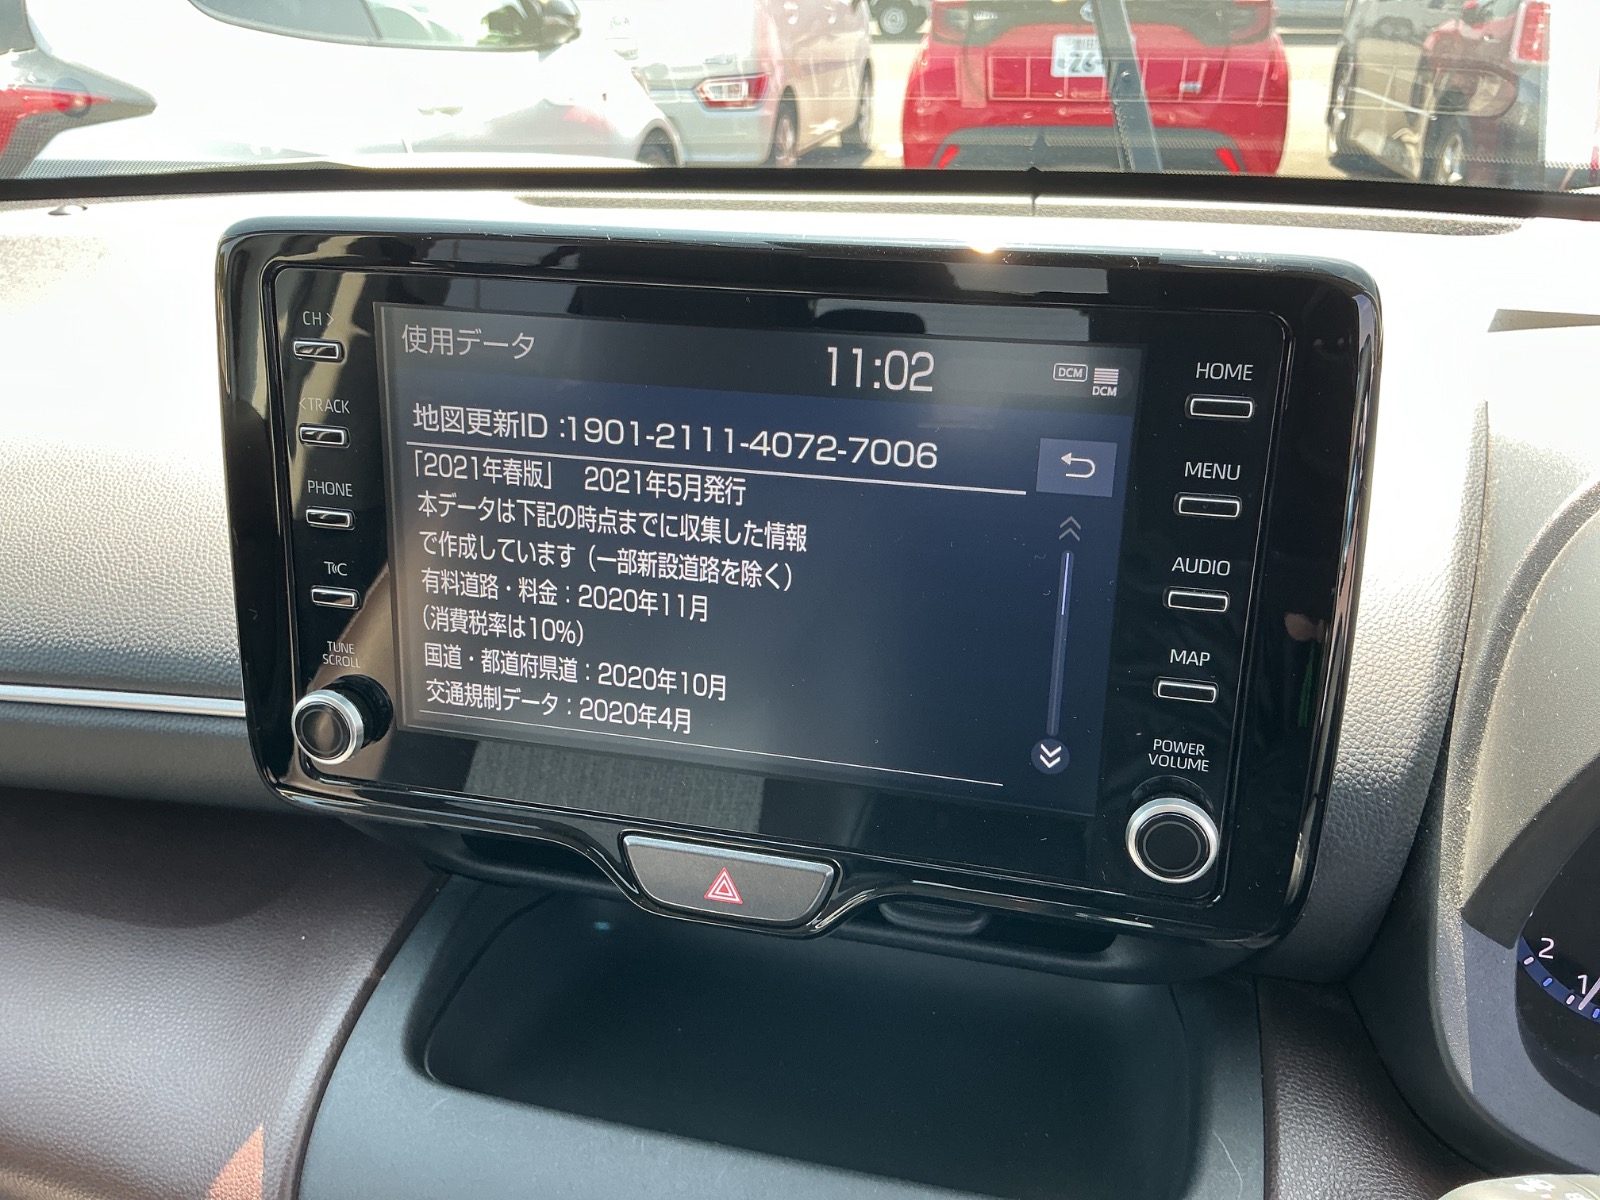 264
CH >
使用データ
11:02
DCM
DCM
HOME
<TRACK
地図更新ID :1901-2111-4072-7006
MENU
「2021年春版」 2021年5月発行
PHONE
本データは下記の時点までに収集した情報
で作成しています (一部新設道路を除く)
AUDIO
T C
有料道路・料金:2020年11月
(消費税率は10%)
TUNE
SCROLL
国道・都道府県道:2020年10月
MAP
交通規制データ:2020年4月
POWER
VOLUME
2
1